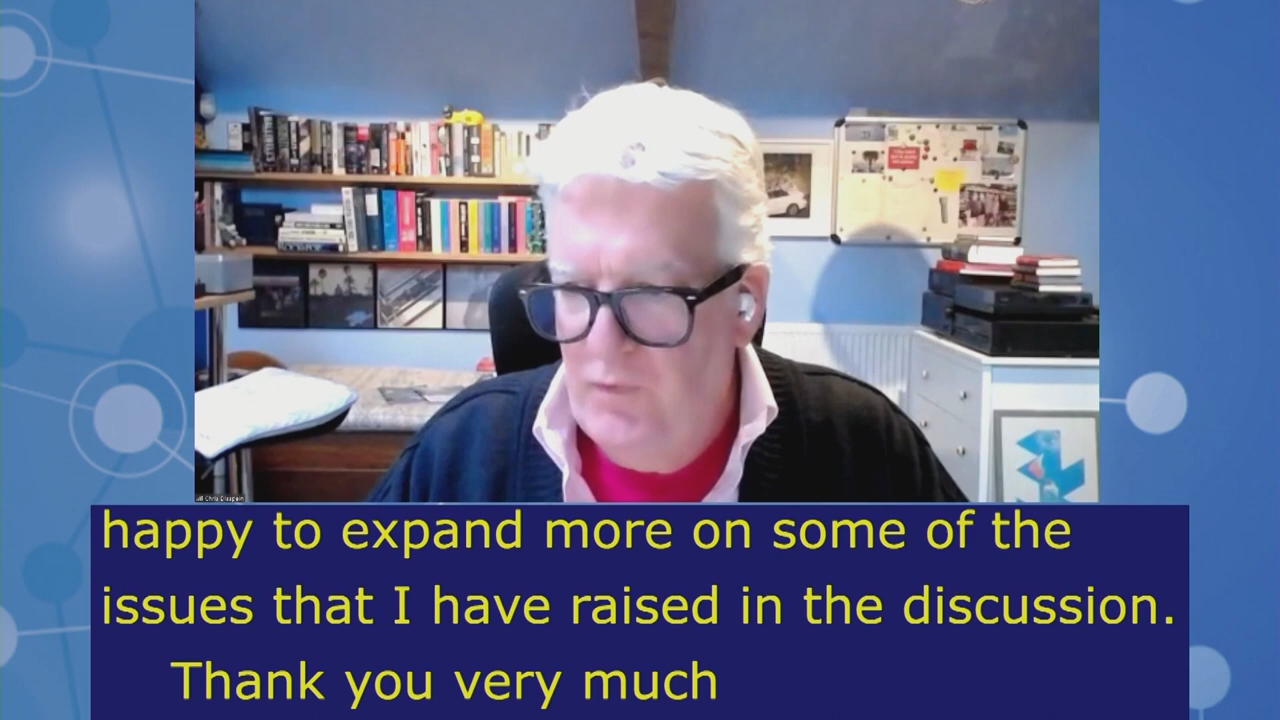 happy to expand more on some of the
issues that I have raised in the discussion.
Thank you very much